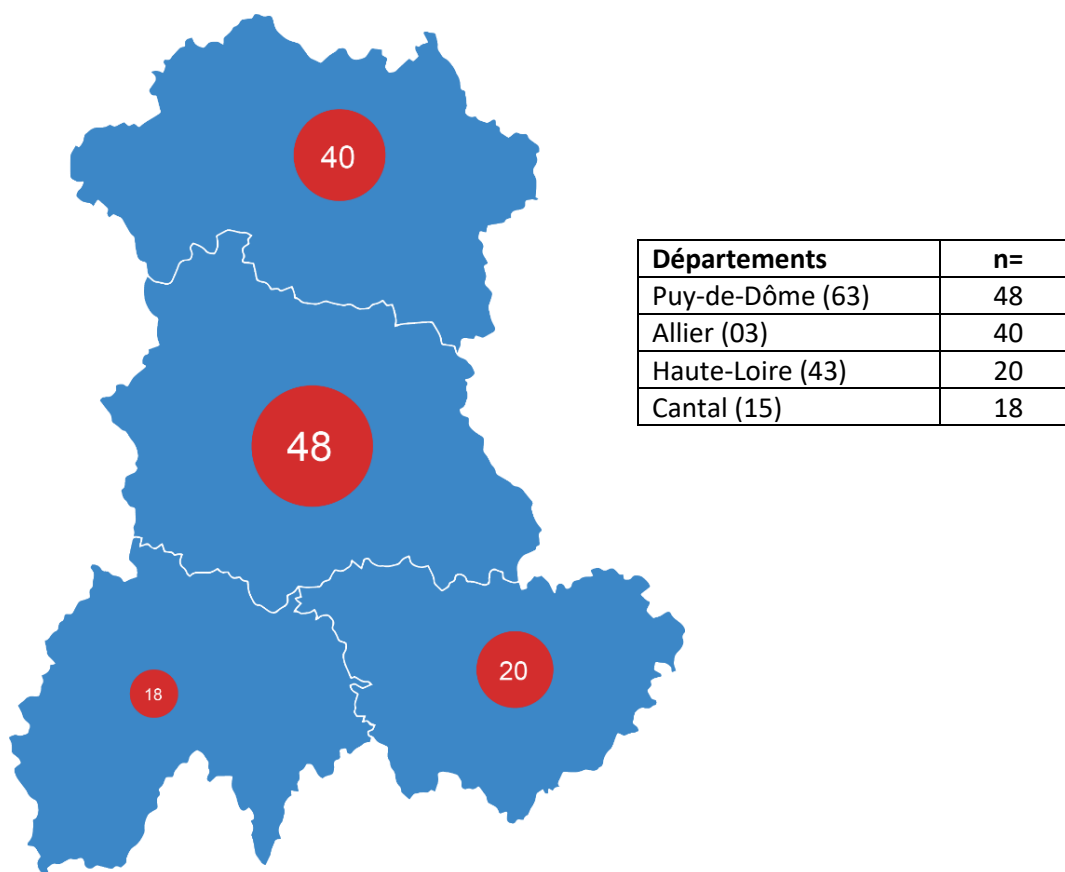 40
48
18
20
Départements n=
Puy-de-Dôme (63) 48
Allier (03) 40
Haute-Loire (43) 20
Cantal (15) 18